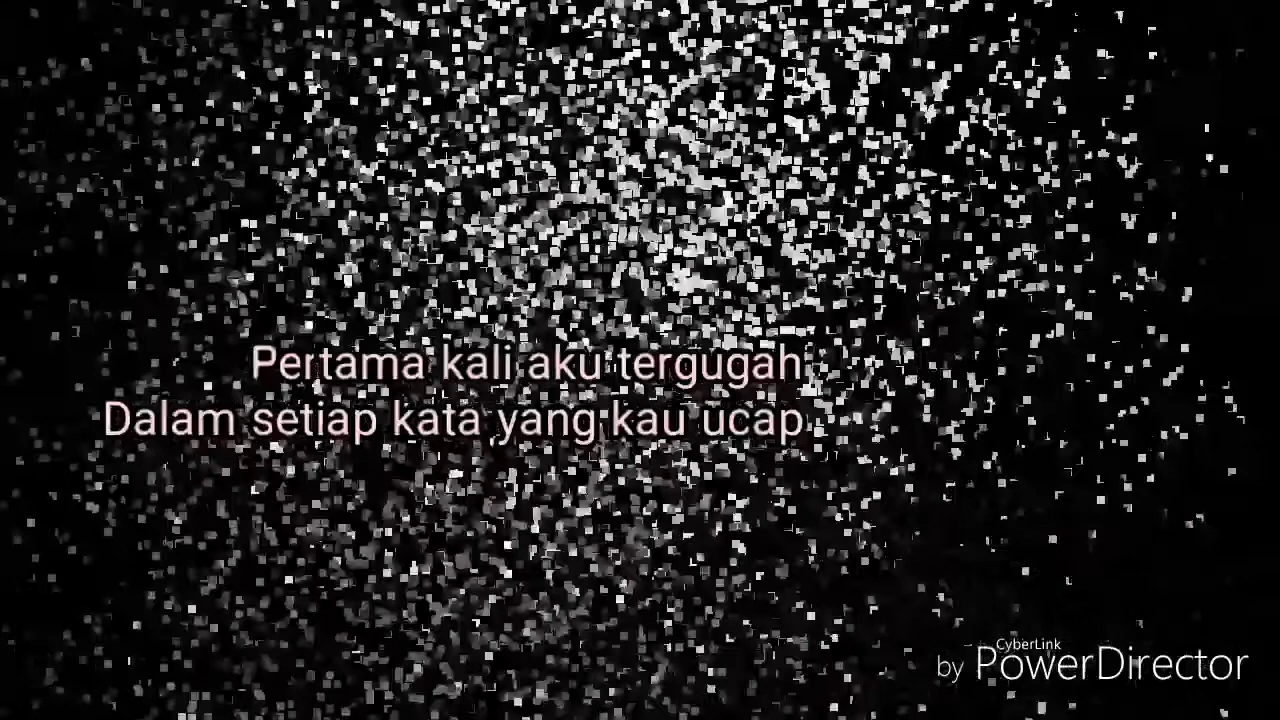 Pertama kali aku tergugah
Dalam setiap kata yang kau ucap
CyberLink
by PowerDirector